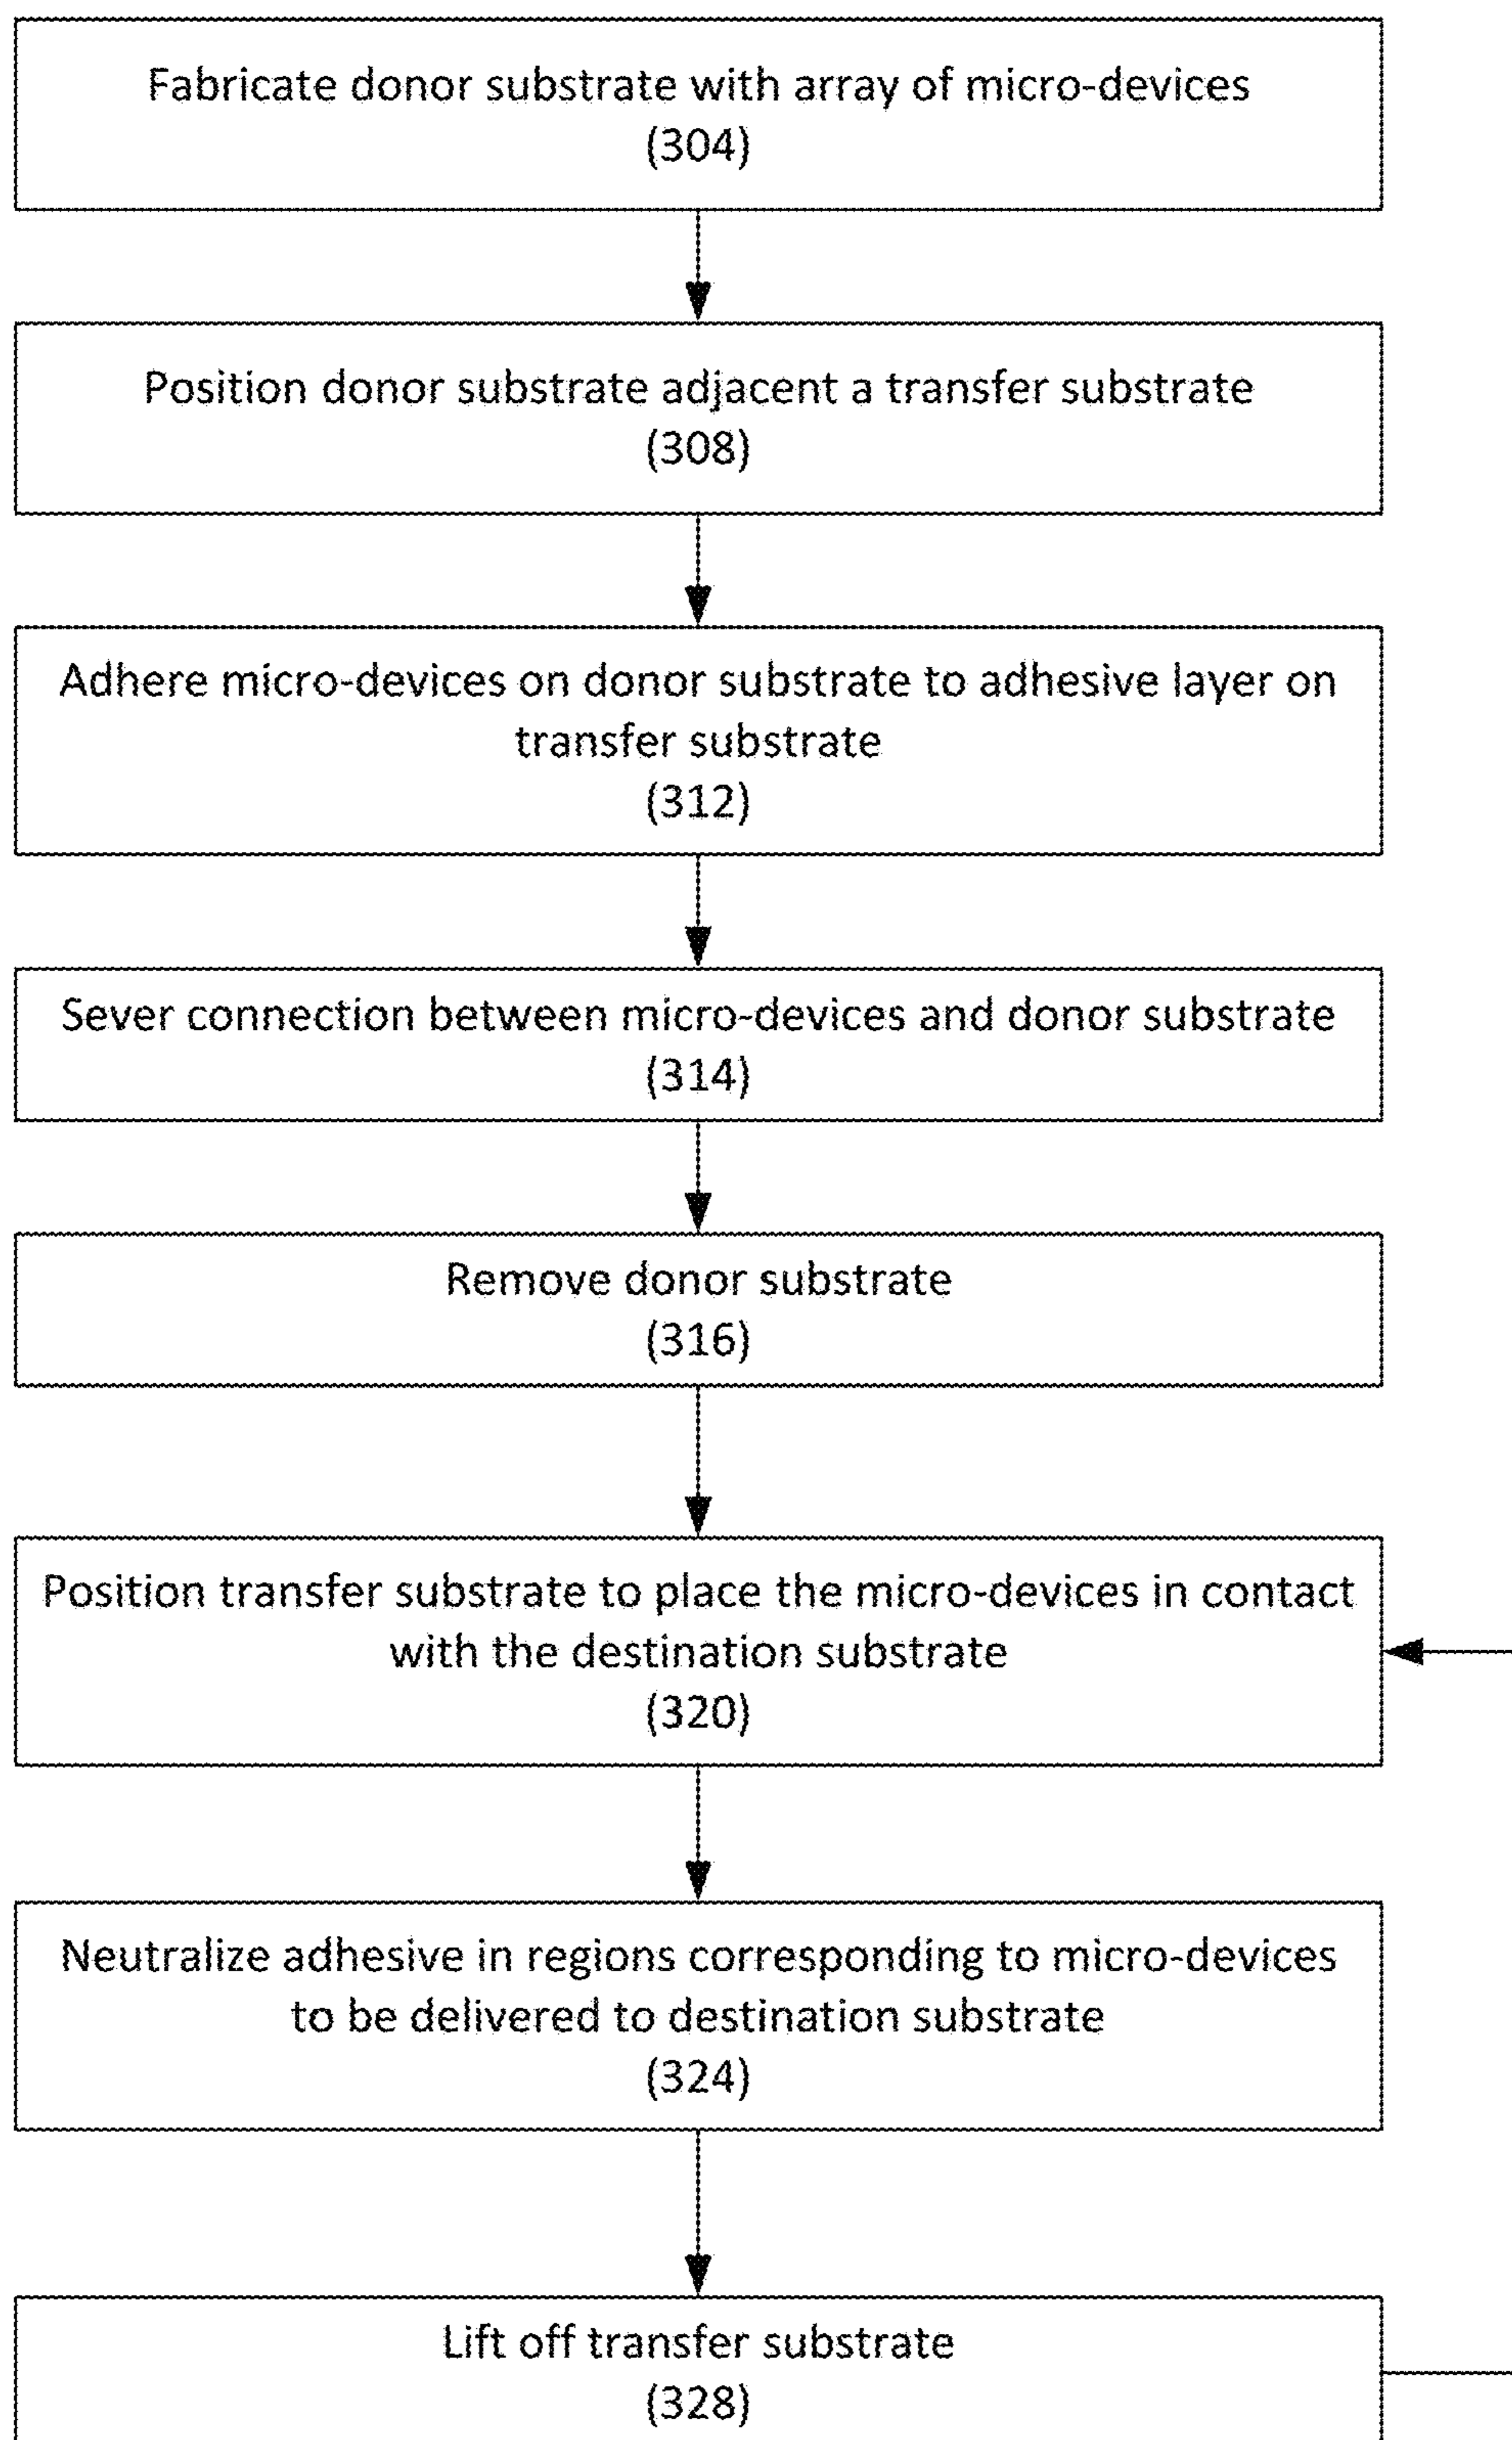 Fabricate donor substrate with array of micro-devices
(304)
Position donor substrate adjacent a transfer substrate
(308)
Adhere micro-devices on donor substrate to adhesive layer on
transfer substrate
(312)
Sever connection between micro-devices and donor substrate
(314)
Remove donor substrate
(316)
Position transfer substrate to place the micro-devices in contact
with the destination substrate
(320)
Neutralize adhesive in regions corresponding to micro-devices
to be delivered to destination substrate
(324)
Lift off transfer substrate
(328)